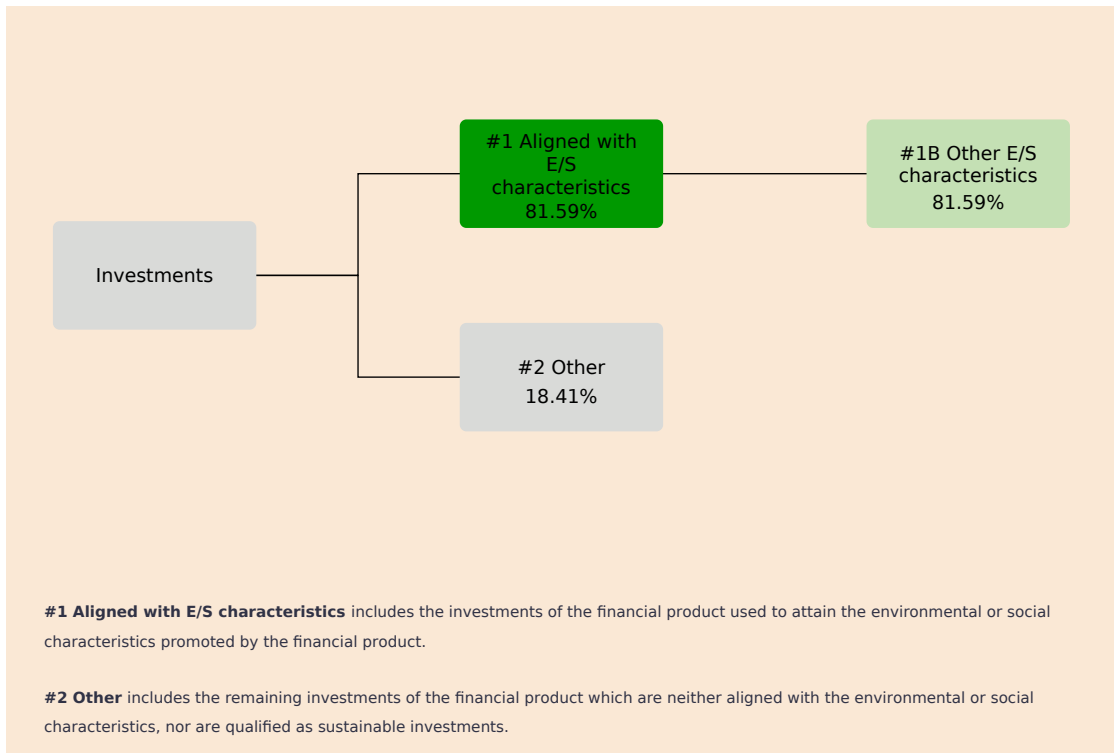 #1 Aligned with
E/S
characteristics
81.59%
#1B Other E/S
characteristics
81.59%
Investments
#2 Other
18.41%
#1 Aligned with E/S characteristics includes the investments of the financial product used to attain the environmental or social
characteristics promoted by the financial product.
#2 Other includes the remaining investments of the financial product which are neither aligned with the environmental or social
characteristics, nor are qualified as sustainable investments.